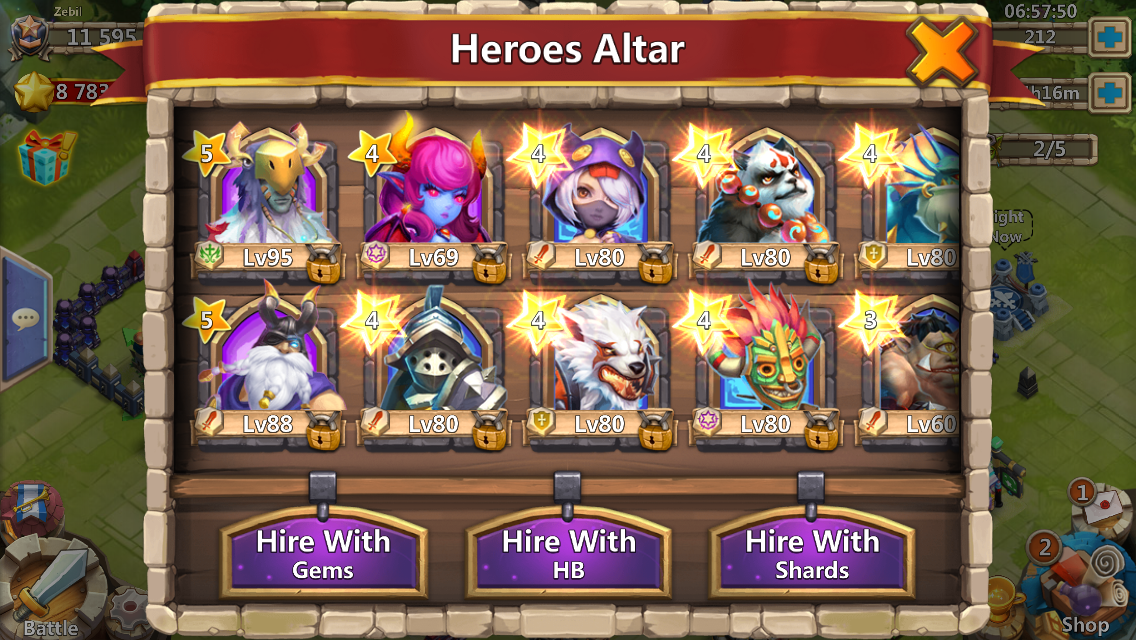 Zebil
11 595
8 783
Heroes Altar
06:57:50
212
h16m
2/5
ight
Now
5
4
4
4
4
Lv95
Lv69
Lv80
Lv80
Lv80
5
4
4
4
3
Lv88
Lv80
Lv80
Lv80
Lv60
Hire With
Gems
Hire With
HB
Hire With
Shards
1
2
Battle
Shop